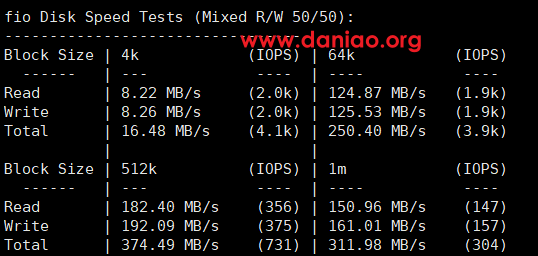 fio Disk Speed Tests (Mixed R/W 50/50):
---------------------------------
www.daniao.org
Block Size | 4k            (IOPS) | 64k           (IOPS)
  ------   | ---            ----  | ----           ----
Read       | 8.22 MB/s     (2.0k) | 124.87 MB/s   (1.9k)
Write      | 8.26 MB/s     (2.0k) | 125.53 MB/s   (1.9k)
Total      | 16.48 MB/s    (4.1k) | 250.40 MB/s   (3.9k)
           |                      |
Block Size | 512k          (IOPS) | 1m            (IOPS)
  ------   | ---            ----  | ---            ----
Read       | 182.40 MB/s    (356) | 150.96 MB/s    (147)
Write      | 192.09 MB/s    (375) | 161.01 MB/s    (157)
Total      | 374.49 MB/s    (731) | 311.98 MB/s    (304)